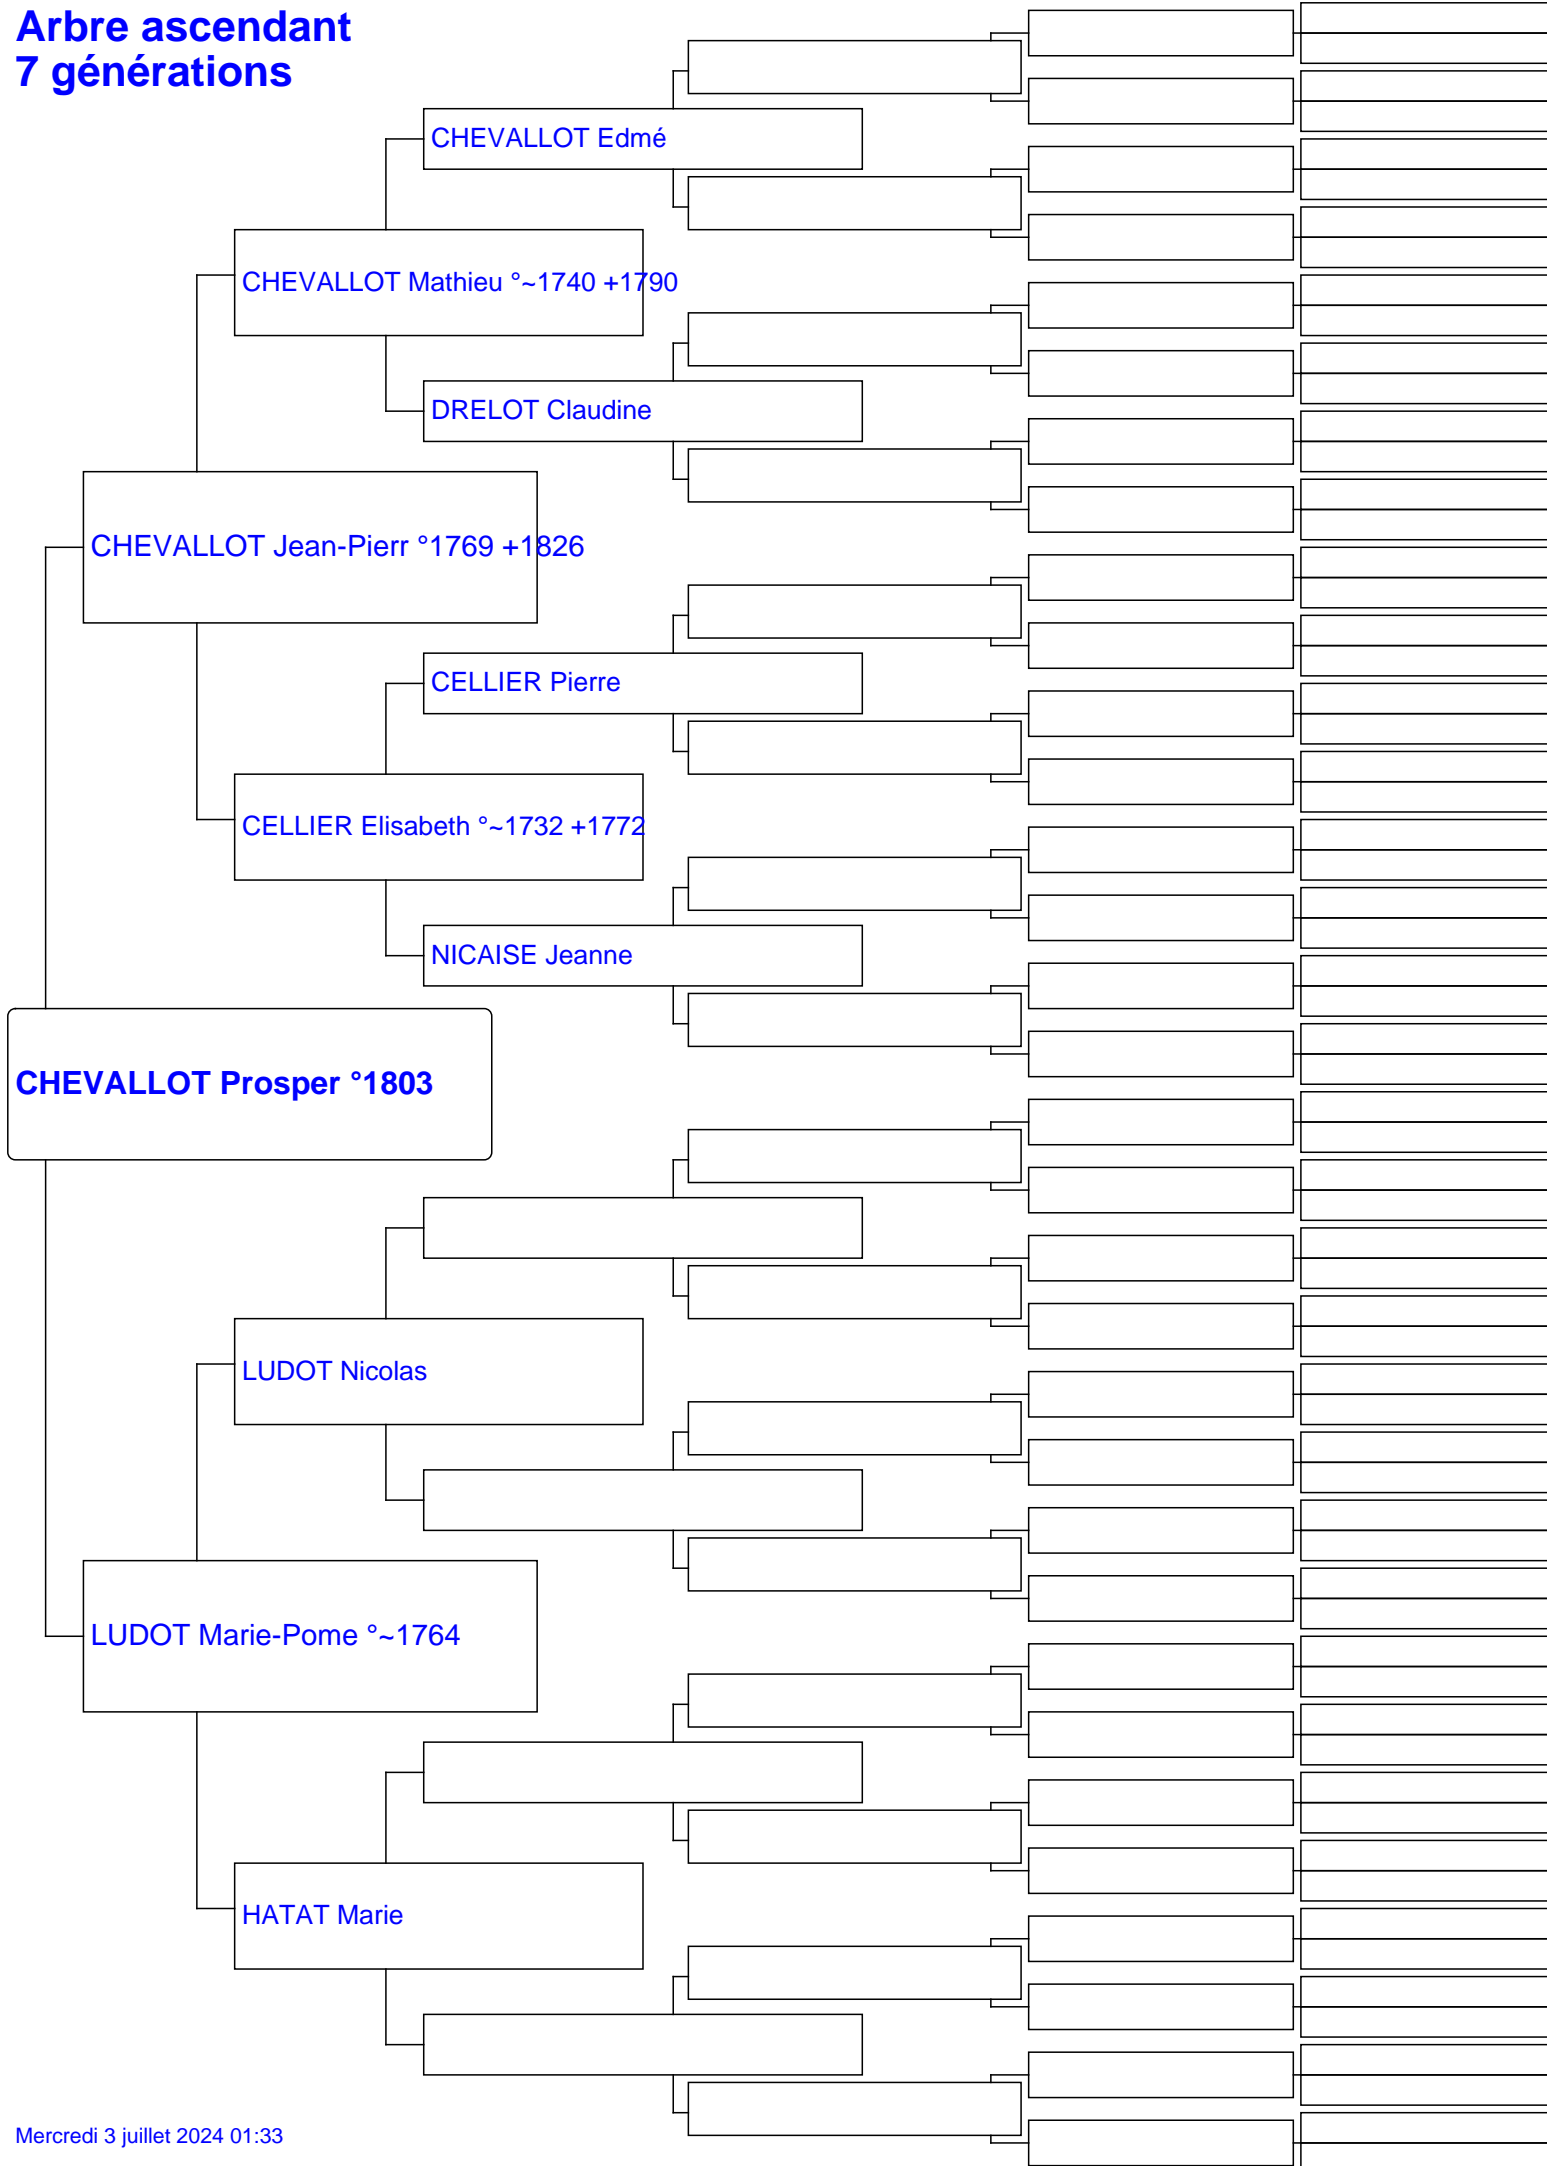 Arbre ascendant
7 générations
CHEVALLOT Edmé
CHEVALLOT Mathieu °~1740 +1790
DRELOT Claudine
CHEVALLOT Jean-Pierr °1769 +1826
CELLIER Pierre
CELLIER Elisabeth °~1732 +1772
NICAISE Jeanne
CHEVALLOT Prosper °1803
LUDOT Nicolas
LUDOT Marie-Pome °~1764
HATAT Marie
Mercredi 3 juillet 2024 01:33